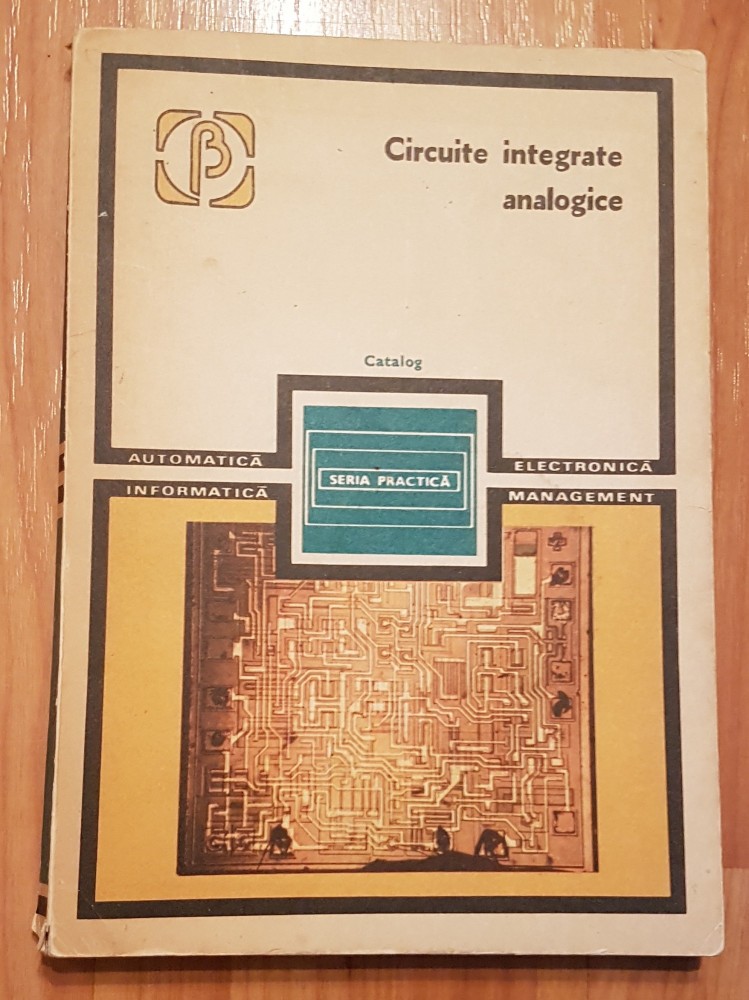 β
Circuite integrate
analogice
Catalog
AUTOMATICĂ
ELECTRONICĂ
SERIA PRACTICĂ
INFORMATICĂ
MANAGEMENT